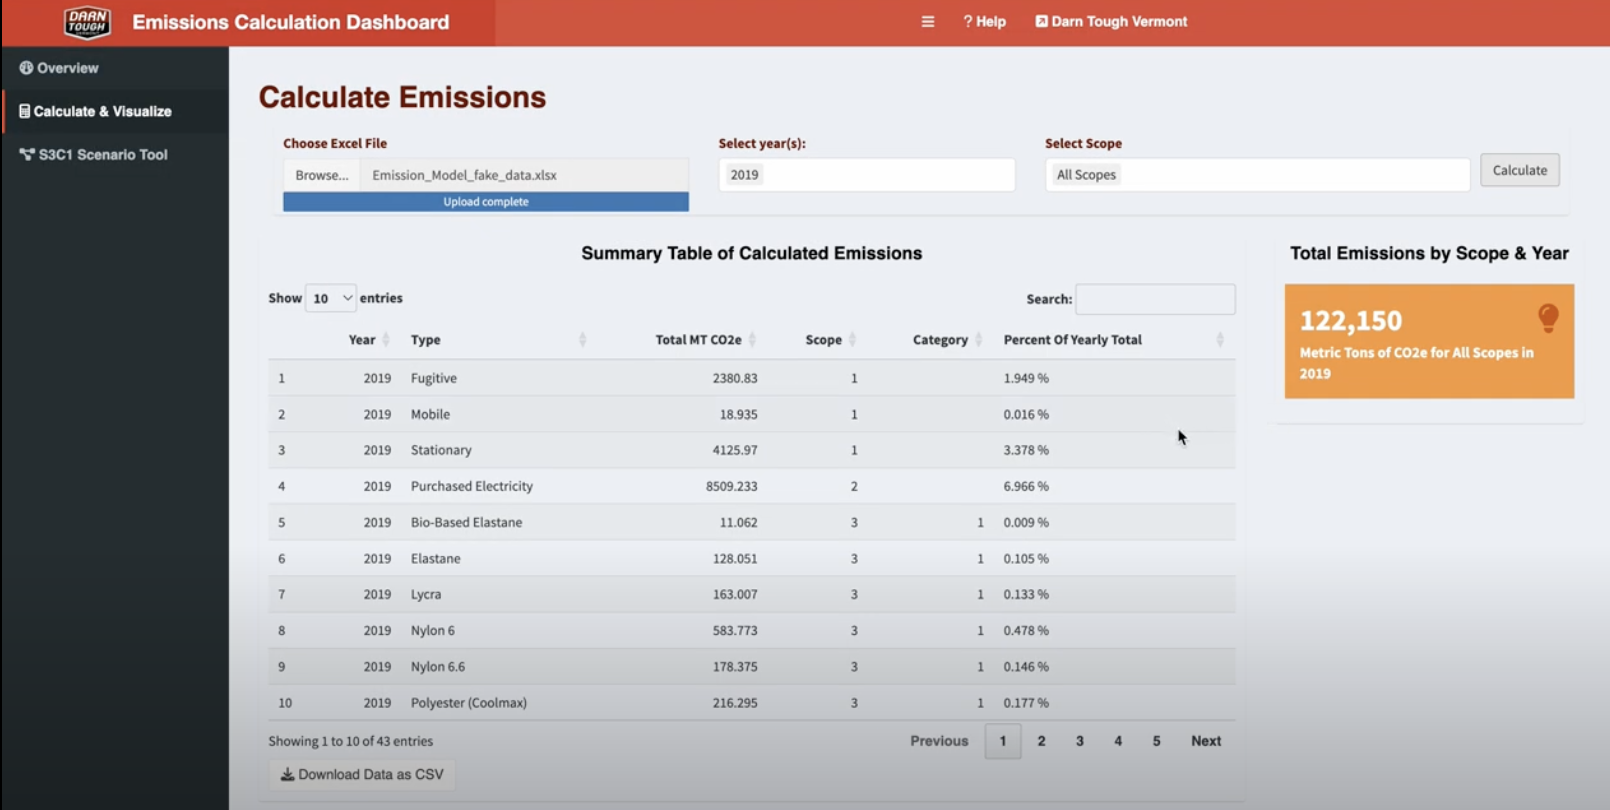 DARN
TOUGH
Emissions Calculation Dashboard
? Help
Darn Tough Vermont
Overview
Calculate & Visualize
S3C1 Scenario Tool
Calculate Emissions
Choose Excel File
Select year(s):
Select Scope
Browse... Emission_Model_fake_data.xlsx
2019
All Scopes
Calculate
Upload complete
Summary Table of Calculated Emissions
Total Emissions by Scope & Year
Show 10 entries
Search:
122,150
Metric Tons of CO2e for All Scopes in
2019
Year Type Total MT CO2e Scope Category Percent Of Yearly Total
1 2019 Fugitive 2380.83 1 1.949 %
2 2019 Mobile 18.935 1 0.016 %
3 2019 Stationary 4125.97 1 3.378 %
4 2019 Purchased Electricity 8509.233 2 6.966 %
5 2019 Bio-Based Elastane 11.062 3 1 0.009 %
6 2019 Elastane 128.051 3 1 0.105 %
7 2019 Lycra 163.007 3 1 0.133 %
8 2019 Nylon 6 583.773 3 1 0.478 %
9 2019 Nylon 6.6 178.375 3 1 0.146 %
10 2019 Polyester (Coolmax) 216.295 3 1 0.177 %
Showing 1 to 10 of 43 entries
Previous 1 2 3 4 5 Next
Download Data as CSV